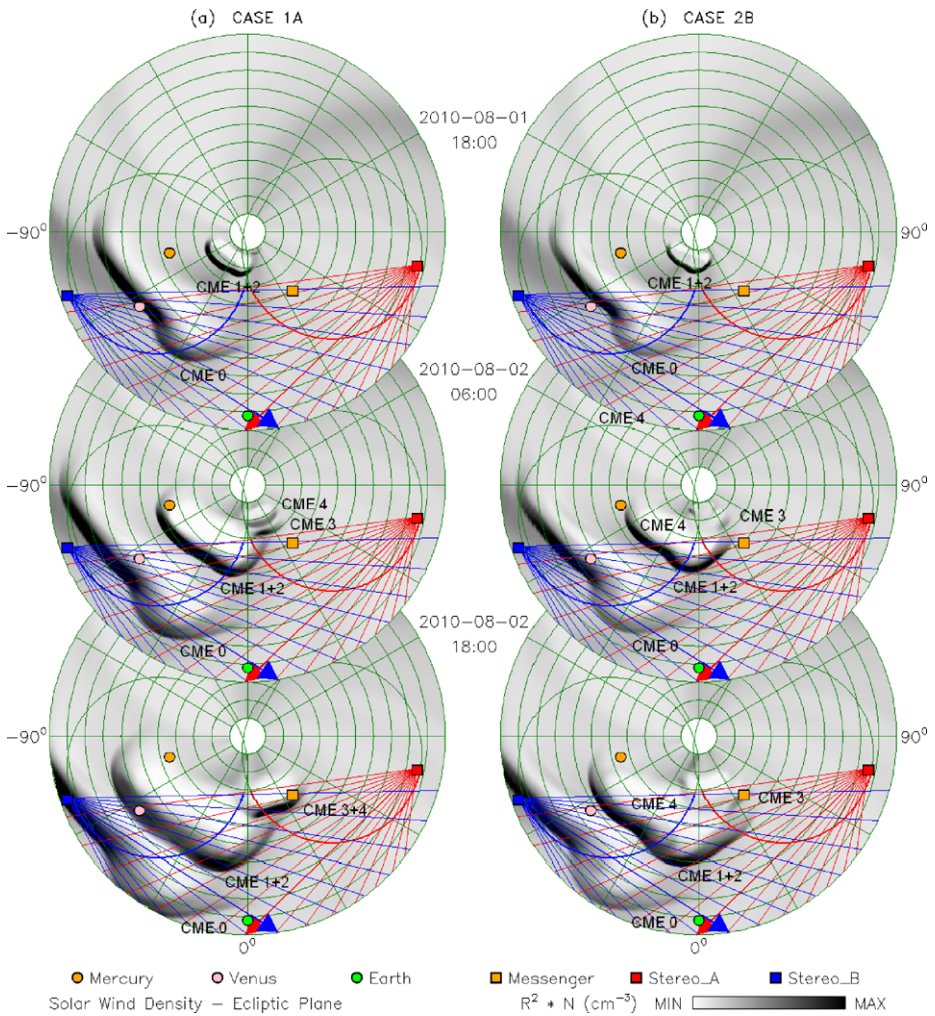 (a) CASE 1A
(b) CASE 2B
2010-08-01
18:00
-90°
90°
CME 1+2
CME 1+2
CME 0
CME 0
2010-08-02
06:00
CME 4
-90°
90°
CME 4
CME 3
CME 4
CME 3
CME 1+2
CME 1+2
CME 0
CME 0
2010-08-02
18:00
-90°
90°
CME 3+4
CME 4
CME 3
CME 1+2
CME 1+2
CME 0
CME 0
0°
0°
Mercury Venus Earth Messenger Stereo_A Stereo_B
Solar Wind Density – Ecliptic Plane R² * N (cm⁻³) MIN MAX